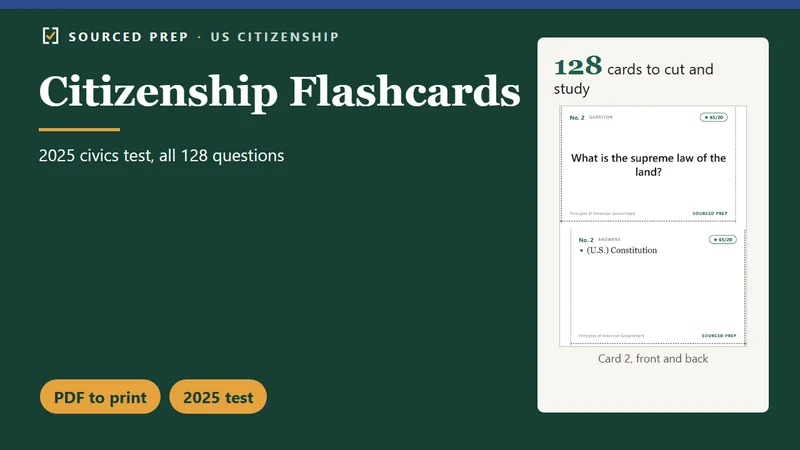 SOURCED PREP · US CITIZENSHIP
Citizenship Flashcards
2025 civics test, all 128 questions
PDF to print
2025 test
128 cards to cut and
study
No. 2 QUESTION
★ 65/20
What is the supreme law of the
land?
Principles of American Government
SOURCED PREP
No. 2 ANSWERS
★ 65/20
• (U.S.) Constitution
Principles of American Government
SOURCED PREP
Card 2, front and back